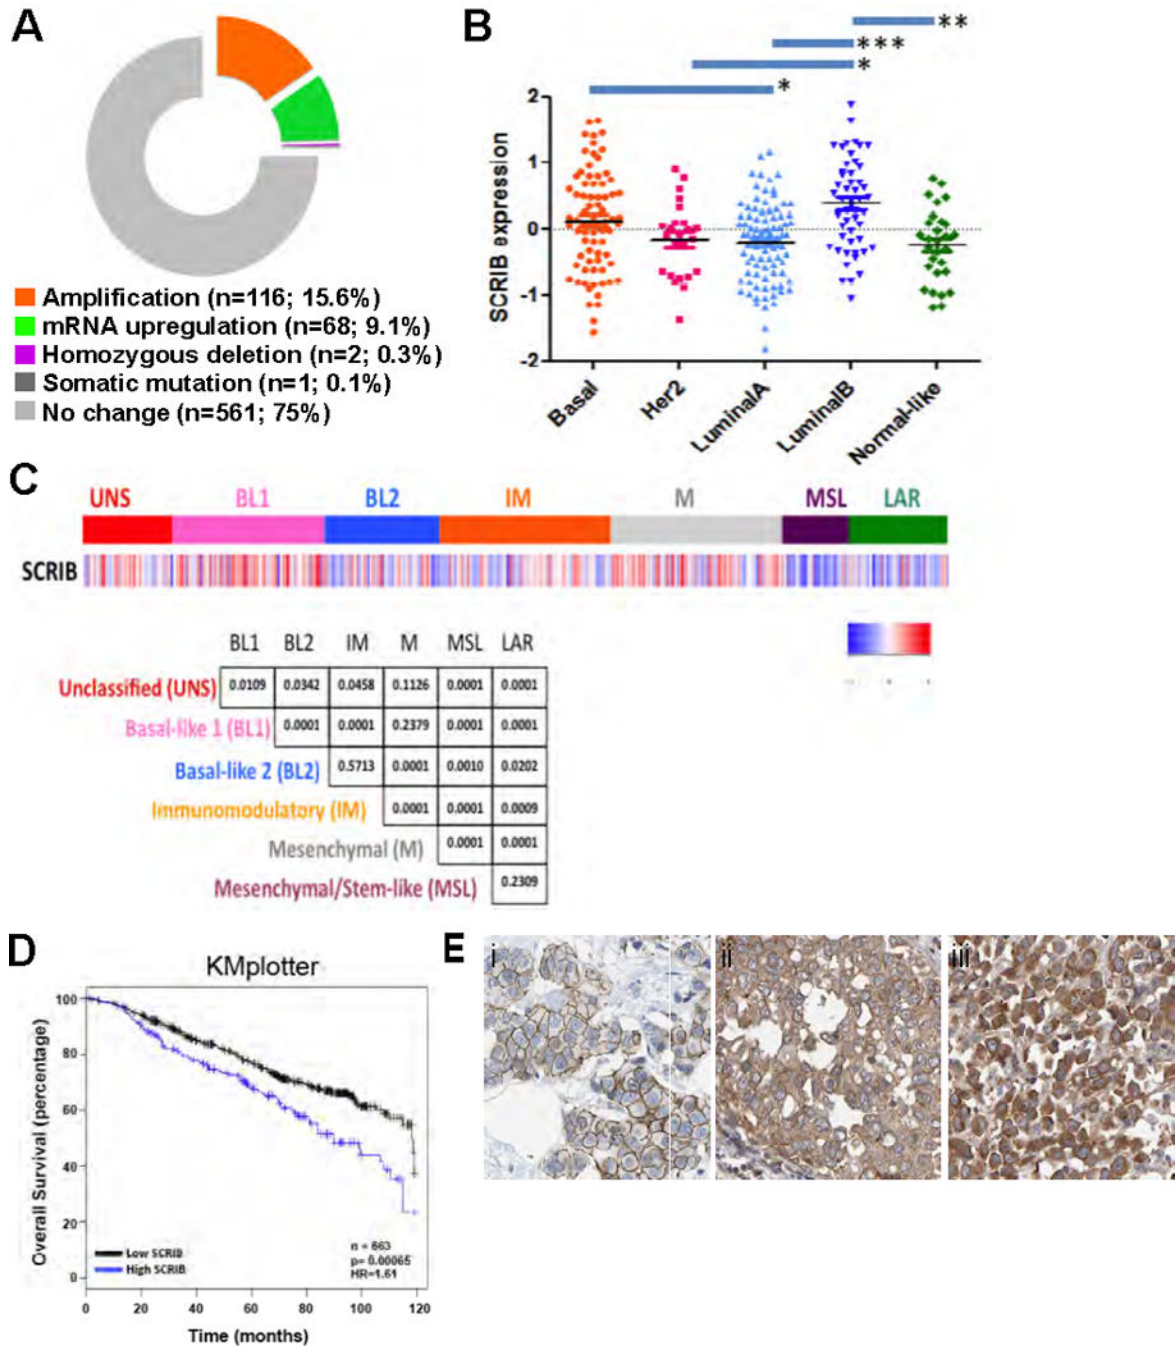 A
Amplification (n=116; 15.6%)
mRNA upregulation (n=68; 9.1%)
Homozygous deletion (n=2; 0.3%)
Somatic mutation (n=1; 0.1%)
No change (n=561; 75%)
B
**
***
*
*
SCRIB expression
2
1
0
-1
-2
Basal
Her2
LuminalA
LuminalB
Normal-like
C
UNS BL1 BL2 IM M MSL LAR
SCRIB
BL1 BL2 IM M MSL LAR
Unclassified (UNS) 0.0109 0.0342 0.0458 0.1126 0.0001 0.0001
Basal-like 1 (BL1) 0.0001 0.0001 0.2379 0.0001 0.0001
Basal-like 2 (BL2) 0.5713 0.0001 0.0010 0.0202
Immunomodulatory (IM) 0.0001 0.0001 0.0009
Mesenchymal (M) 0.0001 0.0001
Mesenchymal/Stem-like (MSL) 0.2309
D
KMplotter
Overall Survival (percentage)
100
80
60
40
20
0
Low SCRIB
High SCRIB
n = 663
p= 0.00065
HR=1.61
0 20 40 60 80 100 120
Time (months)
E
i ii iii